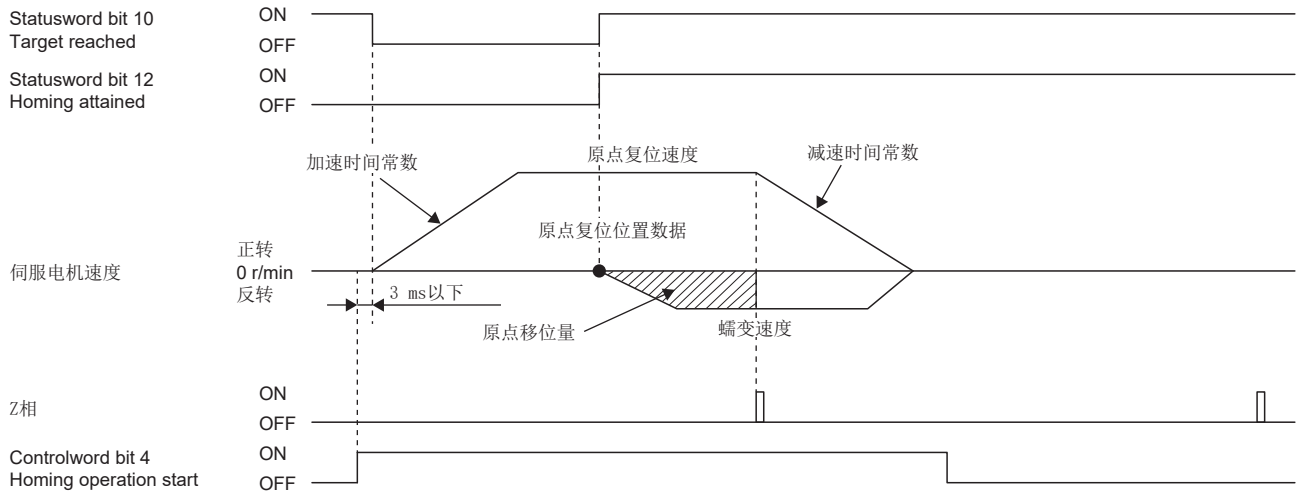 Statusword bit 10
Target reached
ON
OFF
Statusword bit 12
Homing attained
ON
OFF
加速时间常数
原点复位速度
减速时间常数
原点复位位置数据
伺服电机速度
正转
0 r/min
反转
3 ms以下
原点移位量
蠕变速度
Z相
ON
OFF
Controlword bit 4
Homing operation start
ON
OFF